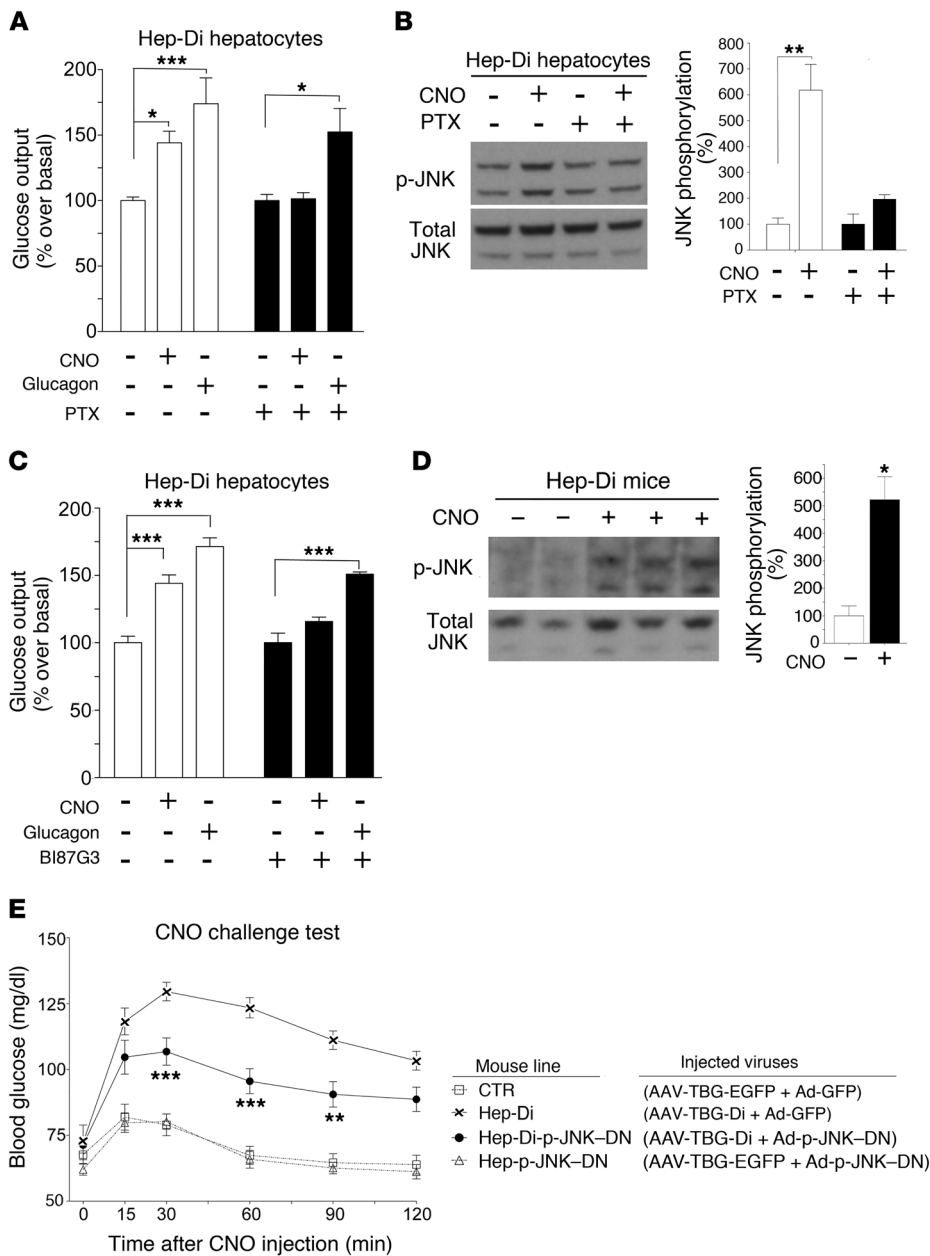 A
Hep-Di hepatocytes
Glucose output
(% over basal)
200
150
100
50
0
***
*
*
CNO - + - - + -
Glucagon - - + - - +
PTX - - - + + +
B
Hep-Di hepatocytes
CNO - + - +
PTX - - + +
p-JNK
Total
JNK
JNK phosphorylation
(%)
800
700
600
500
400
300
200
100
0
**
CNO - + - +
PTX - - + +
C
Hep-Di hepatocytes
Glucose output
(% over basal)
200
150
100
50
0
***
***
***
CNO - + - - + -
Glucagon - - + - - +
BI87G3 - - - + + +
D
Hep-Di mice
CNO – – + + +
p-JNK
Total
JNK
JNK phosphorylation
(%)
600
500
400
300
200
100
0
*
CNO – +
E
CNO challenge test
Blood glucose (mg/dl)
150
125
100
75
50
***
***
**
0 15 30 60 90 120
Time after CNO injection (min)
Mouse line Injected viruses
CTR (AAV-TBG-EGFP + Ad-GFP)
Hep-Di (AAV-TBG-Di + Ad-GFP)
Hep-Di-p-JNK–DN (AAV-TBG-Di + Ad-p-JNK–DN)
Hep-p-JNK–DN (AAV-TBG-EGFP + Ad-p-JNK–DN)